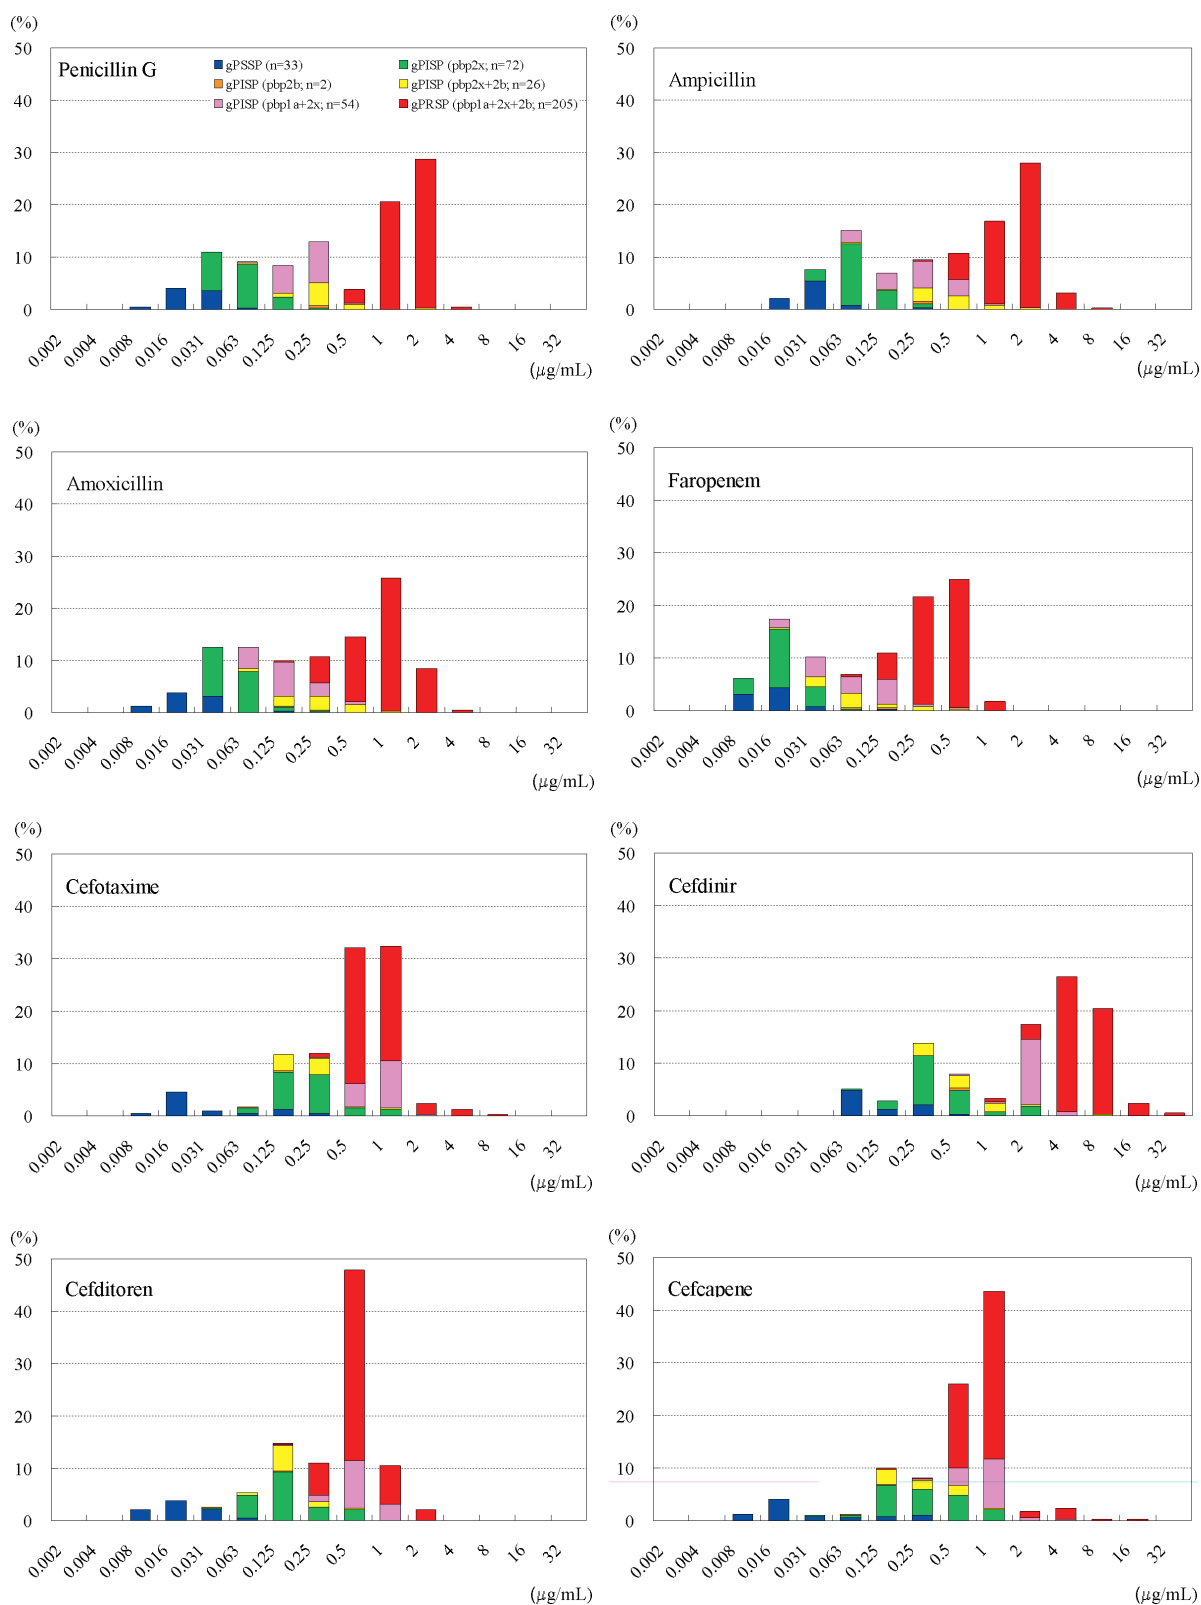 (%)
50
40
30
20
10
0
Penicillin G
gPSSP (n=33)
gPISP (pbp2x; n=72)
gPISP (pbp2b; n=2)
gPISP (pbp2x+2b; n=26)
gPISP (pbp1a+2x; n=54)
gPRSP (pbp1a+2x+2b; n=205)
0.002 0.004 0.008 0.016 0.031 0.063 0.125 0.25 0.5 1 2 4 8 16 32
(μg/mL)
(%)
50
40
30
20
10
0
Ampicillin
0.002 0.004 0.008 0.016 0.031 0.063 0.125 0.25 0.5 1 2 4 8 16 32
(μg/mL)
(%)
50
40
30
20
10
0
Amoxicillin
0.002 0.004 0.008 0.016 0.031 0.063 0.125 0.25 0.5 1 2 4 8 16 32
(μg/mL)
(%)
50
40
30
20
10
0
Faropenem
0.002 0.004 0.008 0.016 0.031 0.063 0.125 0.25 0.5 1 2 4 8 16 32
(μg/mL)
(%)
50
40
30
20
10
0
Cefotaxime
0.002 0.004 0.008 0.016 0.031 0.063 0.125 0.25 0.5 1 2 4 8 16 32
(μg/mL)
(%)
50
40
30
20
10
0
Cefdinir
0.002 0.004 0.008 0.016 0.031 0.063 0.125 0.25 0.5 1 2 4 8 16 32
(μg/mL)
(%)
50
40
30
20
10
0
Cefditoren
0.002 0.004 0.008 0.016 0.031 0.063 0.125 0.25 0.5 1 2 4 8 16 32
(μg/mL)
(%)
50
40
30
20
10
0
Cefcapene
0.002 0.004 0.008 0.016 0.031 0.063 0.125 0.25 0.5 1 2 4 8 16 32
(μg/mL)